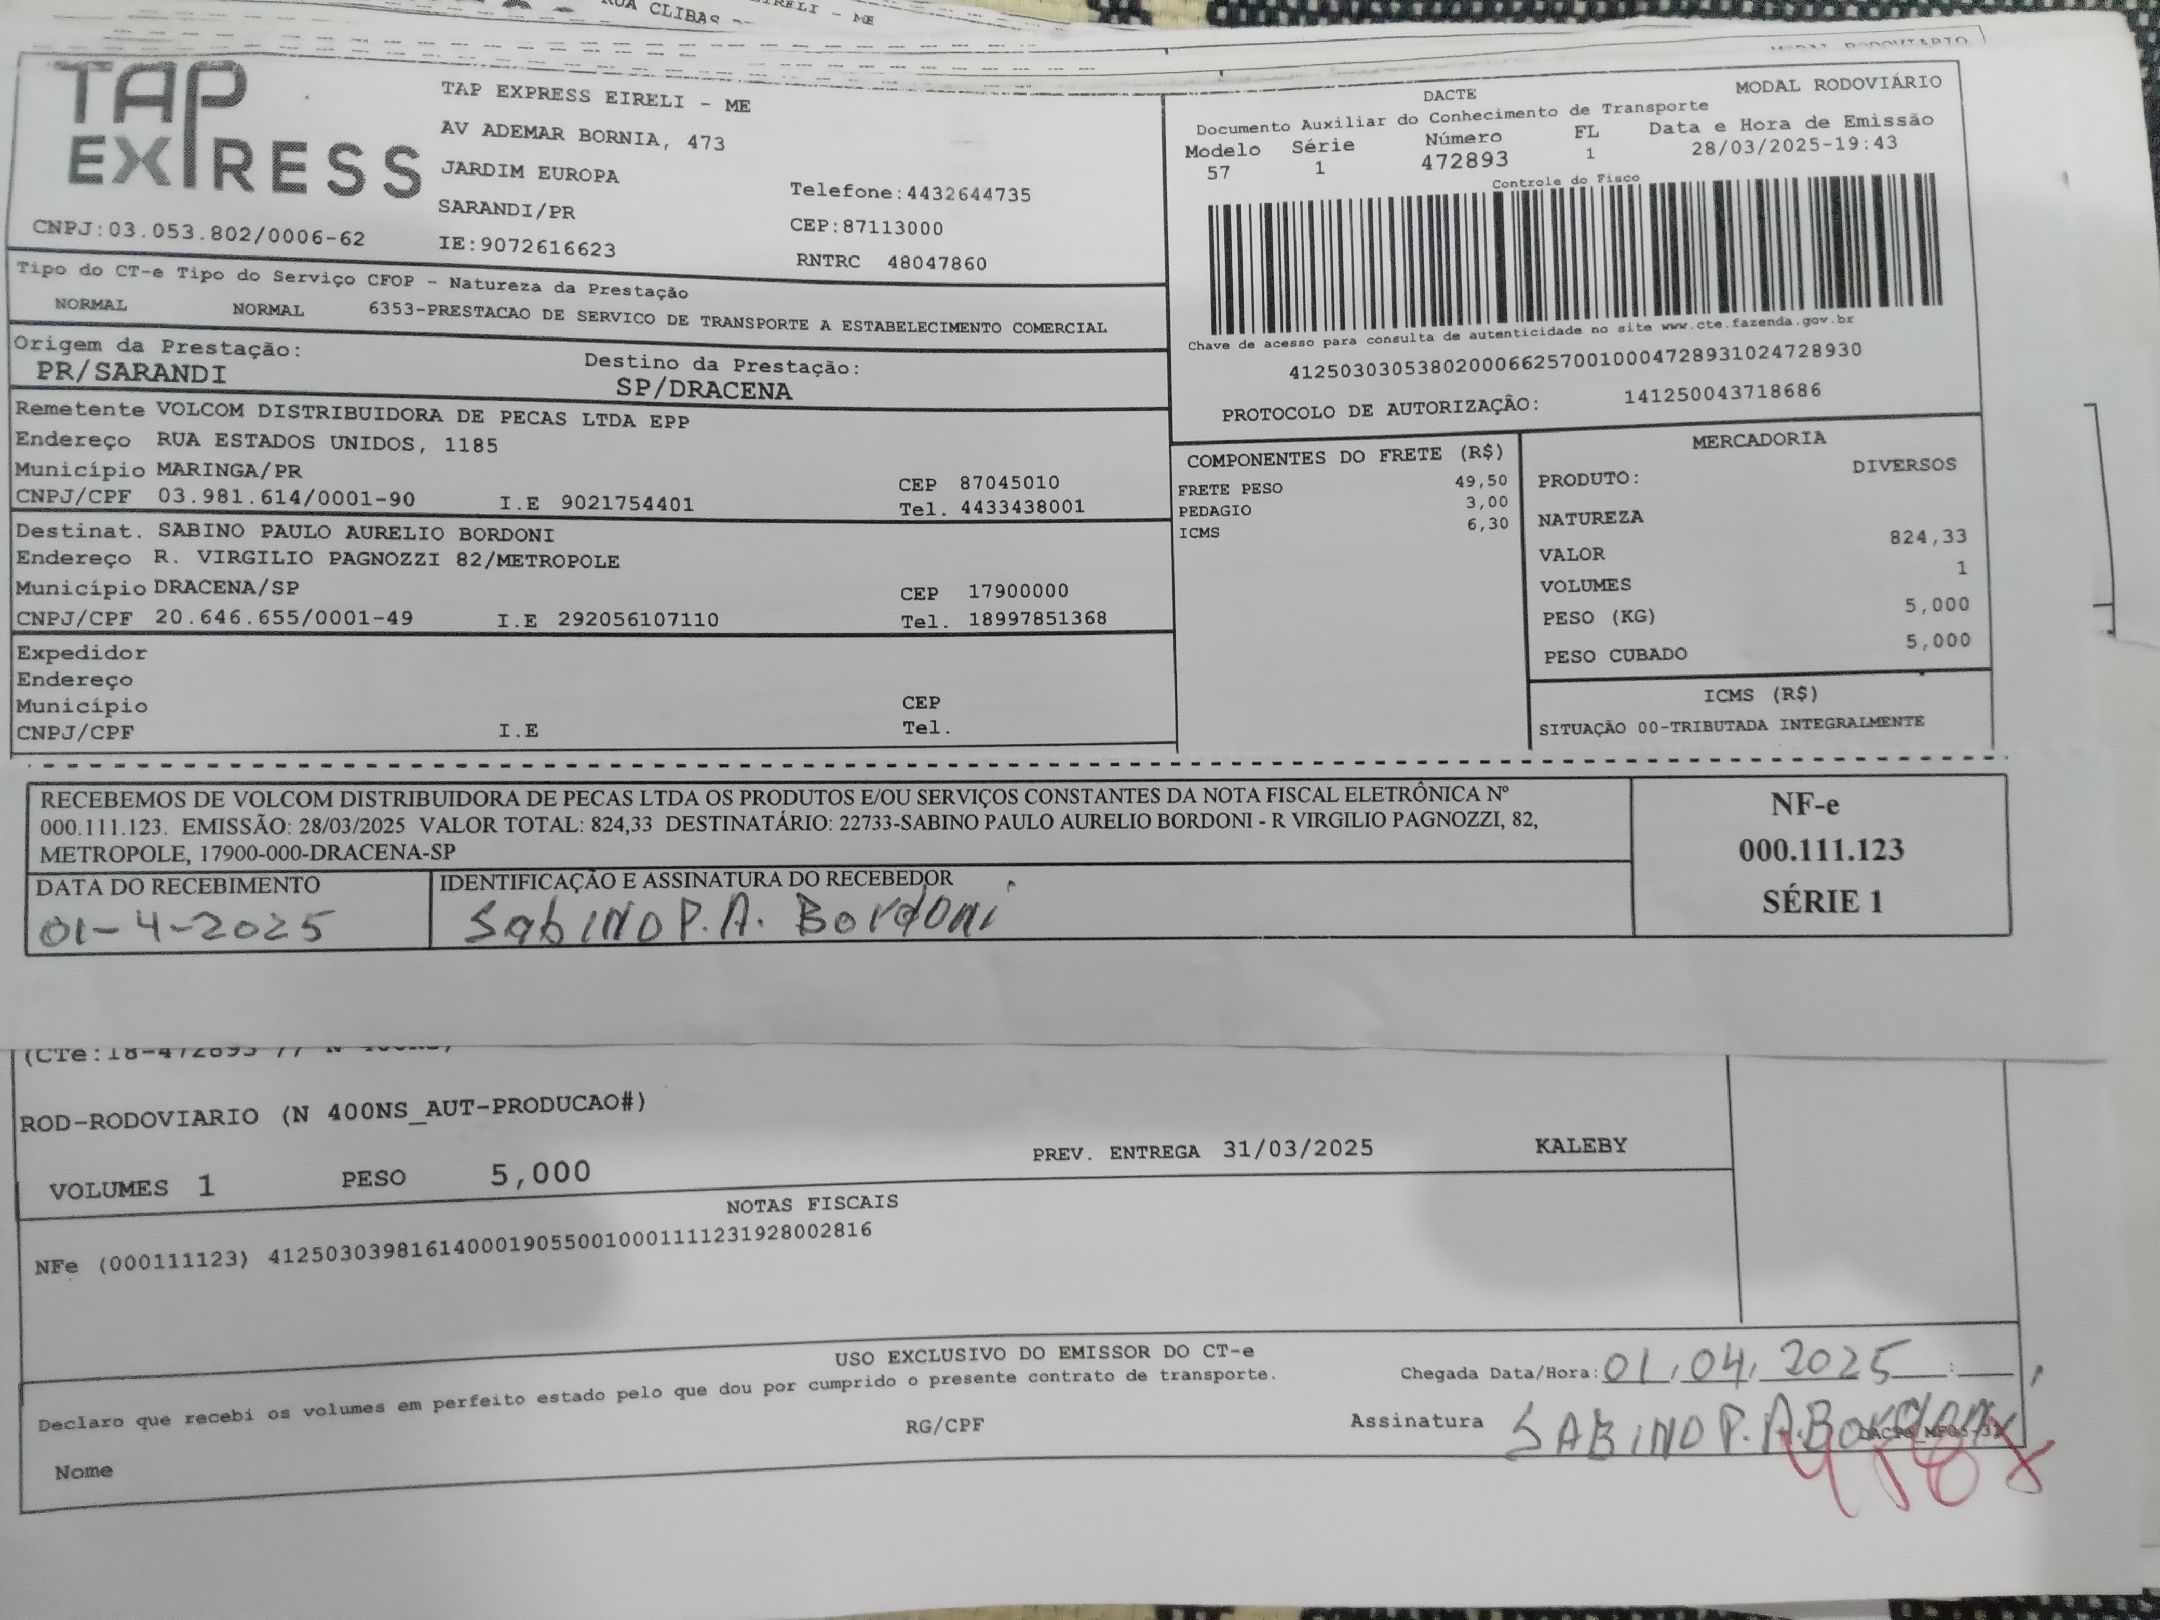 RUA CLIBAS
EIRELI - ME
MODAL RODOVIÁRIO
TAP
EXPRESS
CNPJ:03.053.802/0006-62
TAP EXPRESS EIRELI - ME
AV ADEMAR BORNIA, 473
JARDIM EUROPA
SARANDI/PR
IE:9072616623
Telefone:4432644735
CEP:87113000
RNTRC 48047860
DACTE
MODAL RODOVIÁRIO
Documento Auxiliar do Conhecimento de Transporte
Modelo Série Número FL Data e Hora de Emissão
57 1 472893 1 28/03/2025-19:43
Controle do Fisco
Chave de acesso para consulta de autenticidade no site www.cte.fazenda.gov.br
41250303053802000662570010004728931024728930
PROTOCOLO DE AUTORIZAÇÃO: 141250043718686
Tipo do CT-e Tipo do Serviço CFOP - Natureza da Prestação
NORMAL NORMAL 6353-PRESTACAO DE SERVICO DE TRANSPORTE A ESTABELECIMENTO COMERCIAL
Origem da Prestação: Destino da Prestação:
PR/SARANDI SP/DRACENA
Remetente VOLCOM DISTRIBUIDORA DE PECAS LTDA EPP
Endereço RUA ESTADOS UNIDOS, 1185
Município MARINGA/PR CEP 87045010
CNPJ/CPF 03.981.614/0001-90 I.E 9021754401 Tel. 4433438001
Destinat. SABINO PAULO AURELIO BORDONI
Endereço R. VIRGILIO PAGNOZZI 82/METROPOLE
Município DRACENA/SP CEP 17900000
CNPJ/CPF 20.646.655/0001-49 I.E 292056107110 Tel. 18997851368
Expedidor
Endereço
Município CEP
CNPJ/CPF I.E Tel.
COMPONENTES DO FRETE (R$)
FRETE PESO 49,50
PEDAGIO 3,00
ICMS 6,30
MERCADORIA
PRODUTO: DIVERSOS
NATUREZA
VALOR 824,33
VOLUMES 1
PESO (KG) 5,000
PESO CUBADO 5,000
ICMS (R$)
SITUAÇÃO 00-TRIBUTADA INTEGRALMENTE
RECEBEMOS DE VOLCOM DISTRIBUIDORA DE PECAS LTDA OS PRODUTOS E/OU SERVIÇOS CONSTANTES DA NOTA FISCAL ELETRÔNICA Nº
000.111.123. EMISSÃO: 28/03/2025 VALOR TOTAL: 824,33 DESTINATÁRIO: 22733-SABINO PAULO AURELIO BORDONI - R VIRGILIO PAGNOZZI, 82,
METROPOLE, 17900-000-DRACENA-SP
DATA DO RECEBIMENTO
01-4-2025
IDENTIFICAÇÃO E ASSINATURA DO RECEBEDOR
SabiNO P.A. Bordoni
NF-e
000.111.123
SÉRIE 1
(CTe:18-472893
ROD-RODOVIARIO (N 400NS_AUT-PRODUCAO#)
VOLUMES 1 PESO 5,000 PREV. ENTREGA 31/03/2025 KALEBY
NOTAS FISCAIS
NFe (000111123) 41250303981614000190550010001111231928002816
USO EXCLUSIVO DO EMISSOR DO CT-e
Declaro que recebi os volumes em perfeito estado pelo que dou por cumprido o presente contrato de transporte.
Chegada Data/Hora: 01/04/2025
Nome RG/CPF Assinatura SABiNO P.A.Bordoni